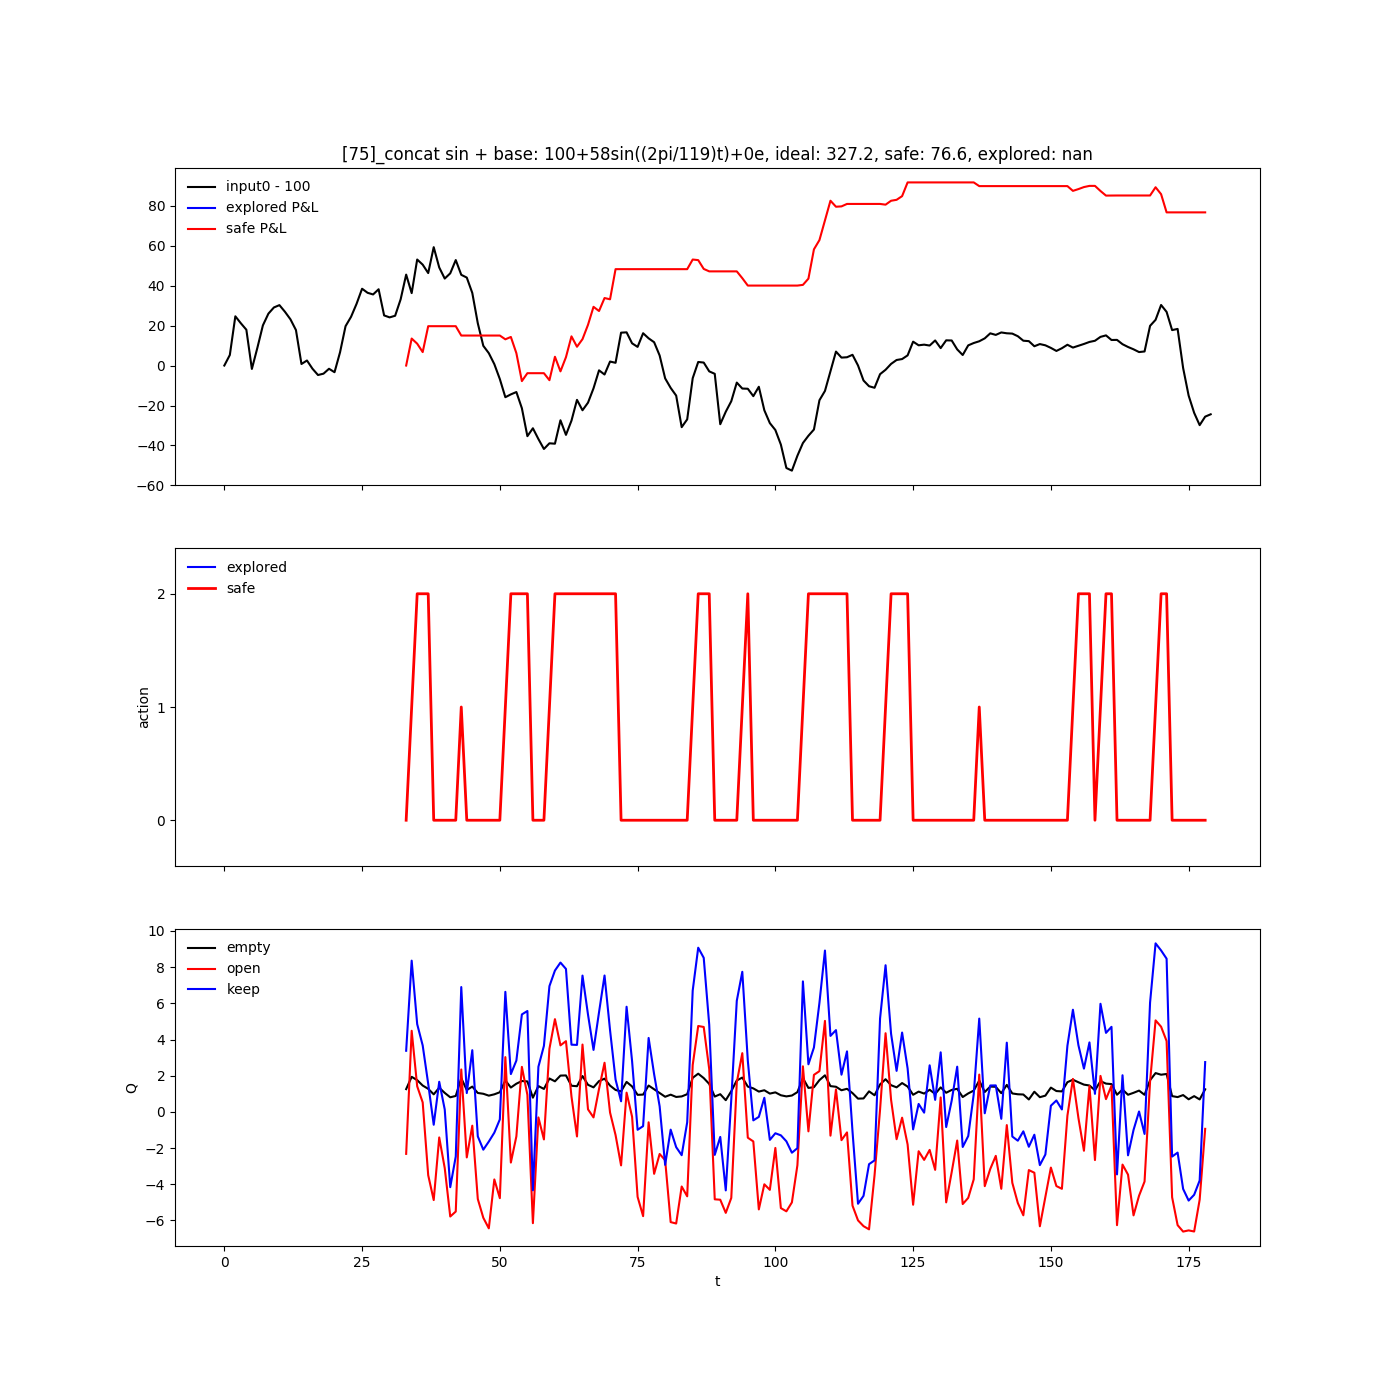 [75]_concat sin + base: 100+58sin((2pi/119)t)+0e, ideal: 327.2, safe: 76.6, explored: nan
input0 - 100
explored P&L
safe P&L
80
60
40
20
0
−20
−40
−60
explored
safe
2
1
0
action
empty
open
keep
10
8
6
4
2
0
−2
−4
−6
Q
0 25 50 75 100 125 150 175
t